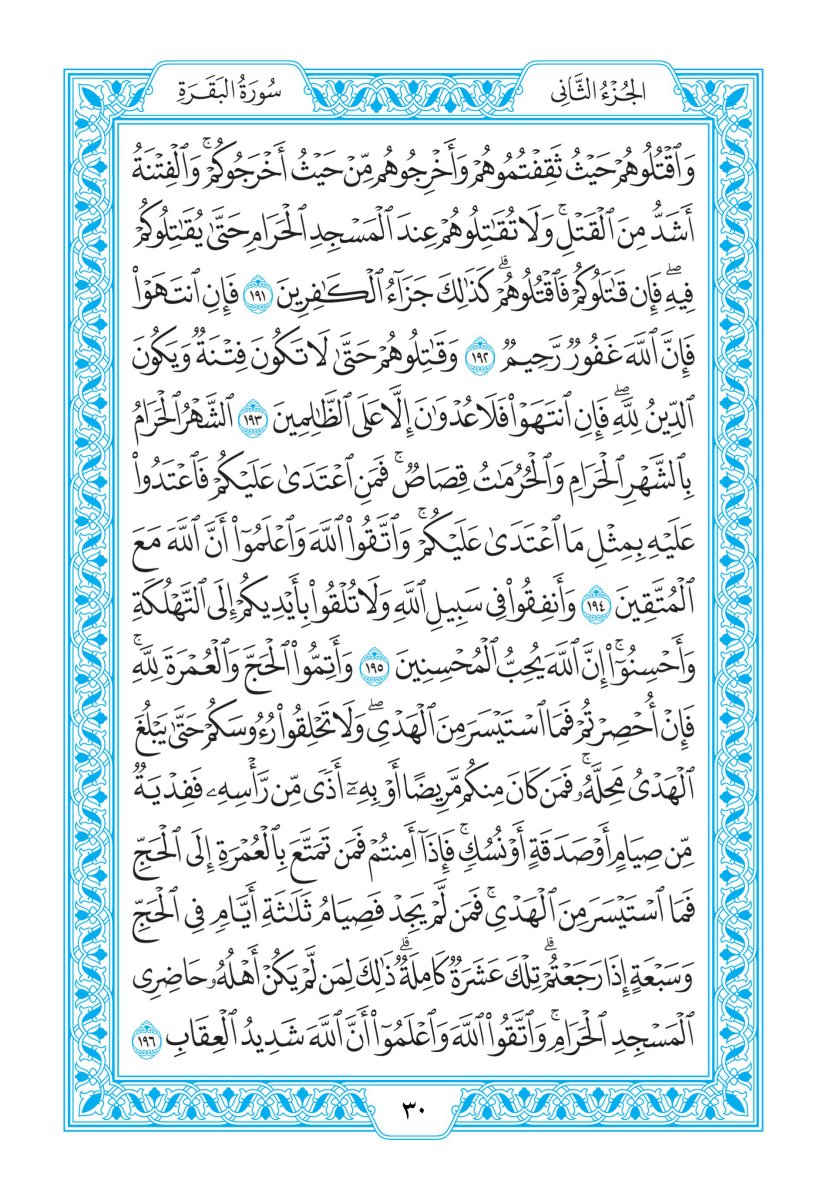 الجُزْءُ الثَّانِي
سُورَةُ البَقَرَةِ
وَٱقۡتُلُوهُمۡ حَيۡثُ ثَقِفۡتُمُوهُمۡ وَأَخۡرِجُوهُم مِّنۡ حَيۡثُ أَخۡرَجُوكُمۡۚ وَٱلۡفِتۡنَةُ
أَشَدُّ مِنَ ٱلۡقَتۡلِۚ وَلَا تُقَٰتِلُوهُمۡ عِندَ ٱلۡمَسۡجِدِ ٱلۡحَرَامِ حَتَّىٰ يُقَٰتِلُوكُمۡ
فِيهِۖ فَإِن قَٰتَلُوكُمۡ فَٱقۡتُلُوهُمۡۗ كَذَٰلِكَ جَزَآءُ ٱلۡكَٰفِرِينَ ١٩١ فَإِنِ ٱنتَهَوۡاْ
فَإِنَّ ٱللَّهَ غَفُورٞ رَّحِيمٞ ١٩٢ وَقَٰتِلُوهُمۡ حَتَّىٰ لَا تَكُونَ فِتۡنَةٞ وَيَكُونَ
ٱلدِّينُ لِلَّهِۖ فَإِنِ ٱنتَهَوۡاْ فَلَا عُدۡوَٰنَ إِلَّا عَلَى ٱلظَّٰلِمِينَ ١٩٣ ٱلشَّهۡرُ ٱلۡحَرَامُ
بِٱلشَّهۡرِ ٱلۡحَرَامِ وَٱلۡحُرُمَٰتُ قِصَاصٞۚ فَمَنِ ٱعۡتَدَىٰ عَلَيۡكُمۡ فَٱعۡتَدُواْ
عَلَيۡهِ بِمِثۡلِ مَا ٱعۡتَدَىٰ عَلَيۡكُمۡۚ وَٱتَّقُواْ ٱللَّهَ وَٱعۡلَمُوٓاْ أَنَّ ٱللَّهَ مَعَ
ٱلۡمُتَّقِينَ ١٩٤ وَأَنفِقُواْ فِي سَبِيلِ ٱللَّهِ وَلَا تُلۡقُواْ بِأَيۡدِيكُمۡ إِلَى ٱلتَّهۡلُكَةِ
وَأَحۡسِنُوٓاْۚ إِنَّ ٱللَّهَ يُحِبُّ ٱلۡمُحۡسِنِينَ ١٩٥ وَأَتِمُّواْ ٱلۡحَجَّ وَٱلۡعُمۡرَةَ لِلَّهِۚ
فَإِنۡ أُحۡصِرۡتُمۡ فَمَا ٱسۡتَيۡسَرَ مِنَ ٱلۡهَدۡيِۖ وَلَا تَحۡلِقُواْ رُءُوسَكُمۡ حَتَّىٰ يَبۡلُغَ
ٱلۡهَدۡيُ مَحِلَّهُۥۚ فَمَن كَانَ مِنكُم مَّرِيضًا أَوۡ بِهِۦٓ أَذٗى مِّن رَّأۡسِهِۦ فَفِدۡيَةٞ
مِّن صِيَامٍ أَوۡ صَدَقَةٍ أَوۡ نُسُكٖۚ فَإِذَآ أَمِنتُمۡ فَمَن تَمَتَّعَ بِٱلۡعُمۡرَةِ إِلَى ٱلۡحَجِّ
فَمَا ٱسۡتَيۡسَرَ مِنَ ٱلۡهَدۡيِۚ فَمَن لَّمۡ يَجِدۡ فَصِيَامُ ثَلَٰثَةِ أَيَّامٖ فِي ٱلۡحَجِّ
وَسَبۡعَةٍ إِذَا رَجَعۡتُمۡۗ تِلۡكَ عَشَرَةٞ كَامِلَةٞۗ ذَٰلِكَ لِمَن لَّمۡ يَكُنۡ أَهۡلُهُۥ حَاضِرِي
ٱلۡمَسۡجِدِ ٱلۡحَرَامِۚ وَٱتَّقُواْ ٱللَّهَ وَٱعۡلَمُوٓاْ أَنَّ ٱللَّهَ شَدِيدُ ٱلۡعِقَابِ ١٩٦
٣٠